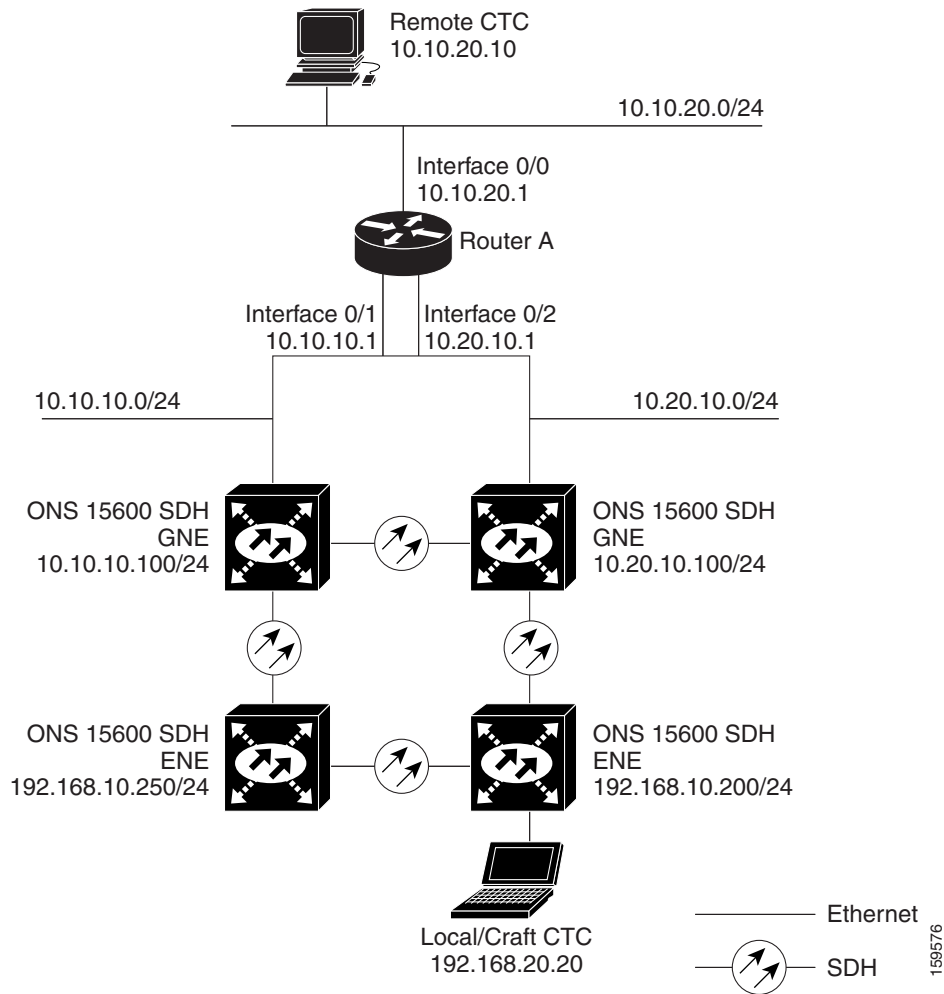 Remote CTC
10.10.20.10
10.10.20.0/24
Interface 0/0
10.10.20.1
Router A
Interface 0/1
10.10.10.1
Interface 0/2
10.20.10.1
10.10.10.0/24
10.20.10.0/24
ONS 15600 SDH
GNE
10.10.10.100/24
ONS 15600 SDH
GNE
10.20.10.100/24
ONS 15600 SDH
ENE
192.168.10.250/24
ONS 15600 SDH
ENE
192.168.10.200/24
Local/Craft CTC
192.168.20.20
Ethernet
SDH
159576